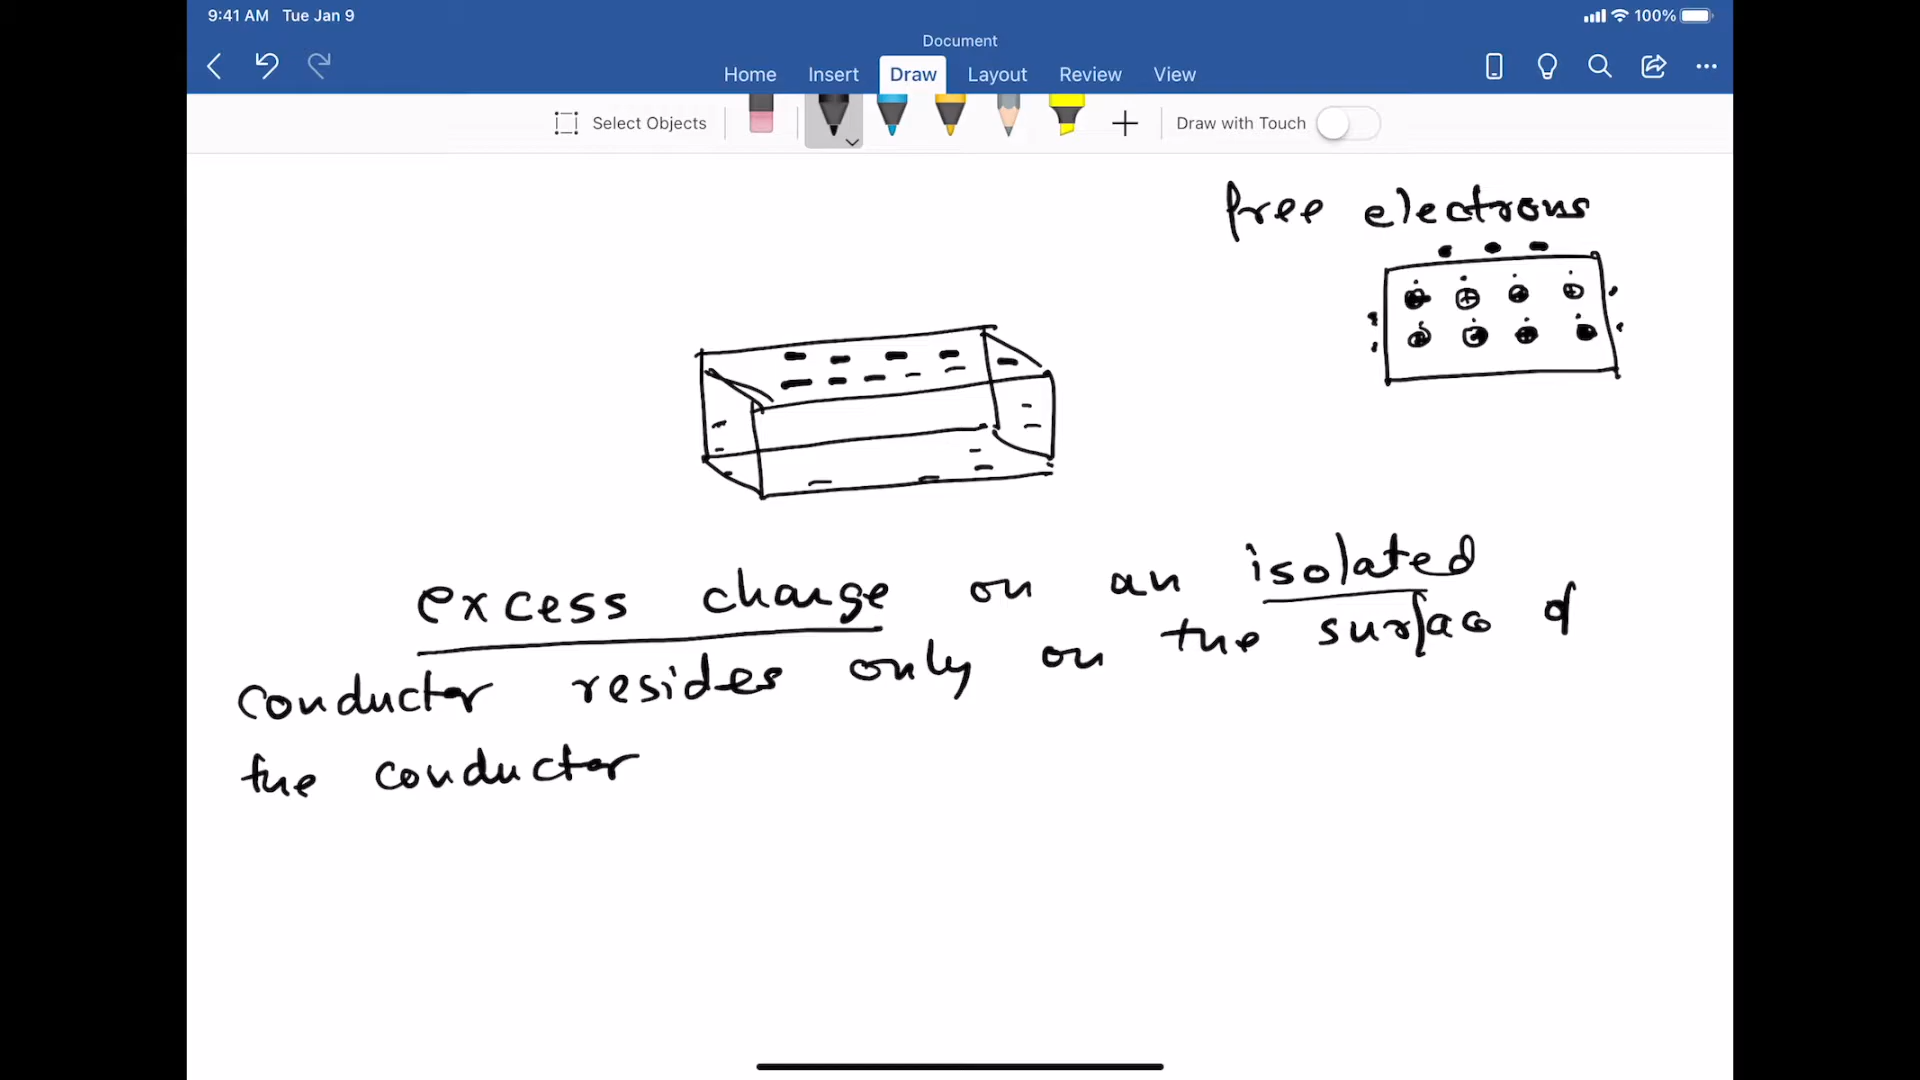 9:41 AM Tue Jan 9
100%
Document
Home Insert Draw Layout Review View
Select Objects
Draw with Touch
free electrons
excess charge on an isolated
conductor resides only on the surface of
the conductor